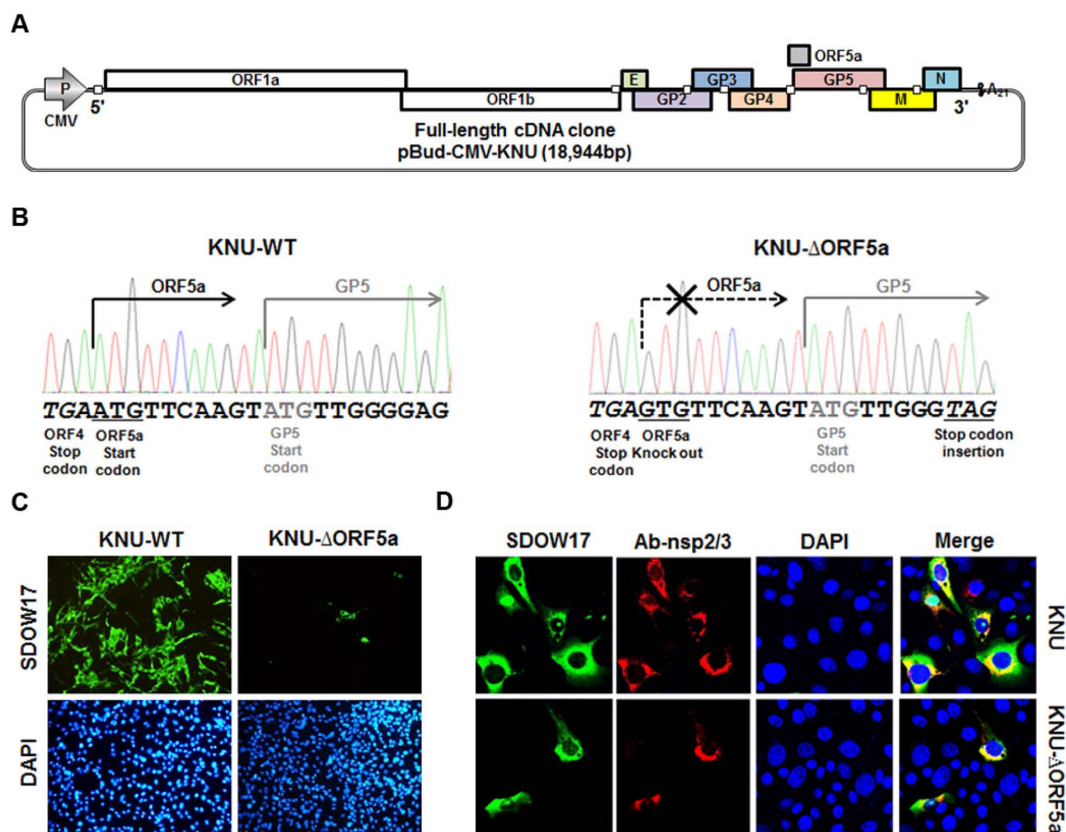 A
P
CMV
5'
ORF1a
ORF1b
E
GP2
GP3
GP4
ORF5a
GP5
M
N
3'
A21
Full-length cDNA clone
pBud-CMV-KNU (18,944bp)
B
KNU-WT
ORF5a
GP5
TGAATGTTCAAGTATGTTGGGGAG
ORF4
Stop
codon
ORF5a
Start
codon
GP5
Start
codon
KNU-ΔORF5a
ORF5a
GP5
TGAGTGTTCAAGTATGTTGGGTAG
ORF4
Stop
codon
ORF5a
Knock out
GP5
Start
codon
Stop codon
insertion
C
KNU-WT
KNU-ΔORF5a
SDOW17
DAPI
D
SDOW17
Ab-nsp2/3
DAPI
Merge
KNU
KNU-ΔORF5a